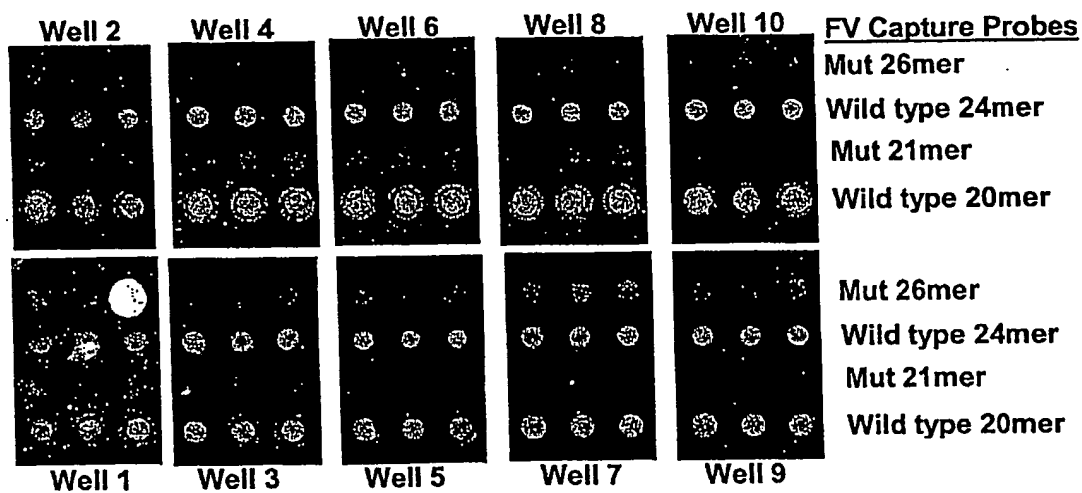 Well 2 Well 4 Well 6 Well 8 Well 10 FV Capture Probes
Mut 26mer
Wild type 24mer
Mut 21mer
Wild type 20mer
Mut 26mer
Wild type 24mer
Mut 21mer
Wild type 20mer
Well 1 Well 3 Well 5 Well 7 Well 9